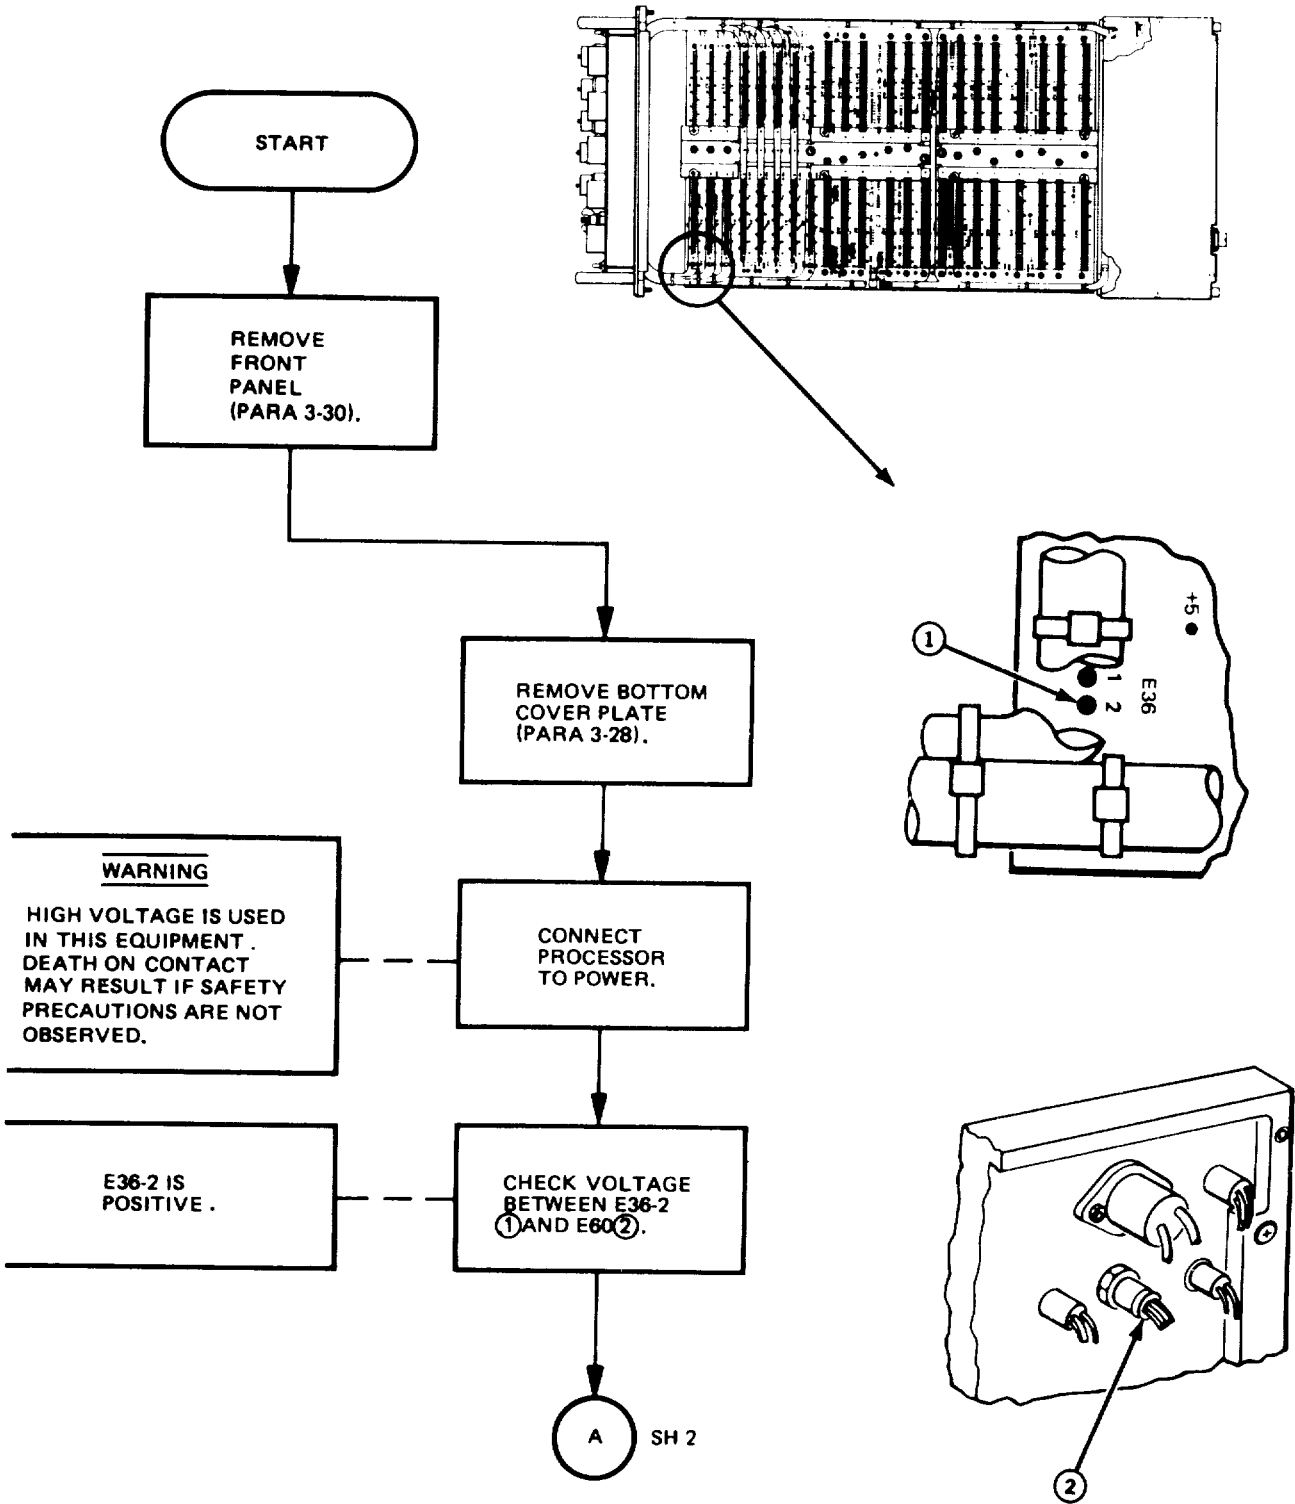 START
REMOVE
FRONT
PANEL
(PARA 3-30).
REMOVE BOTTOM
COVER PLATE
(PARA 3-28).
WARNING
HIGH VOLTAGE IS USED
IN THIS EQUIPMENT.
DEATH ON CONTACT
MAY RESULT IF SAFETY
PRECAUTIONS ARE NOT
OBSERVED.
CONNECT
PROCESSOR
TO POWER.
E36-2 IS
POSITIVE.
CHECK VOLTAGE
BETWEEN E36-2
① AND E60 ②.
A
SH 2
+5
1
1
2
E36
2